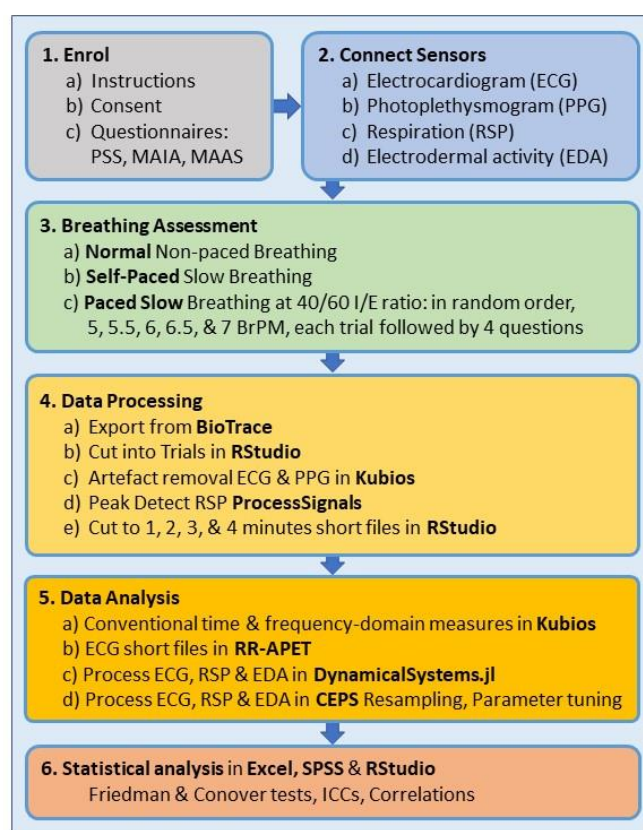 1. Enrol
a) Instructions
b) Consent
c) Questionnaires:
PSS, MAIA, MAAS
2. Connect Sensors
a) Electrocardiogram (ECG)
b) Photoplethysmogram (PPG)
c) Respiration (RSP)
d) Electrodermal activity (EDA)
3. Breathing Assessment
a) Normal Non-paced Breathing
b) Self-Paced Slow Breathing
c) Paced Slow Breathing at 40/60 I/E ratio: in random order,
5, 5.5, 6, 6.5, & 7 BrPM, each trial followed by 4 questions
4. Data Processing
a) Export from BioTrace
b) Cut into Trials in RStudio
c) Artefact removal ECG & PPG in Kubios
d) Peak Detect RSP ProcessSignals
e) Cut to 1, 2, 3, & 4 minutes short files in RStudio
5. Data Analysis
a) Conventional time & frequency-domain measures in Kubios
b) ECG short files in RR-APET
c) Process ECG, RSP & EDA in DynamicalSystems.jl
d) Process ECG, RSP & EDA in CEPS Resampling, Parameter tuning
6. Statistical analysis in Excel, SPSS & RStudio
Friedman & Conover tests, ICCs, Correlations